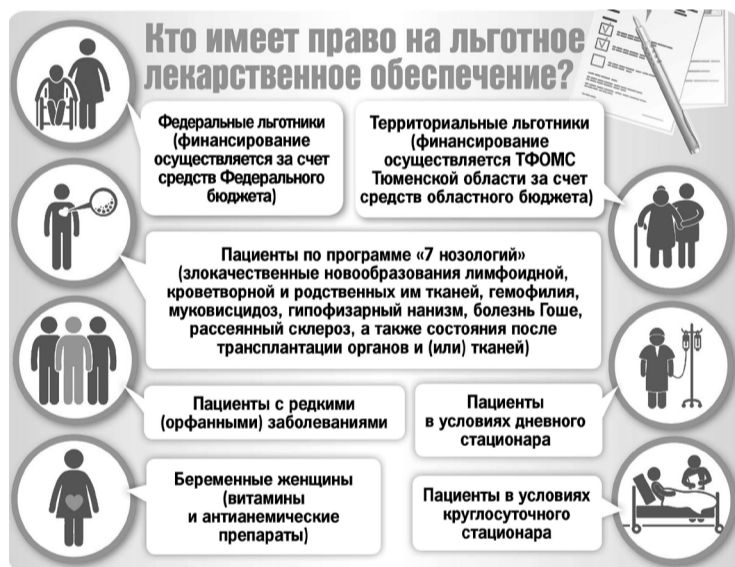 Кто имеет право на льготное
лекарственное обеспечение?
Федеральные льготники
(финансирование
осуществляется за счет
средств Федерального
бюджета)
Территориальные льготники
(финансирование
осуществляется ТФОМС
Тюменской области за счет
средств областного бюджета)
Пациенты по программе «7 нозологий»
(злокачественные новообразования лимфоидной,
кроветворной и родственных им тканей, гемофилия,
муковисцидоз, гипофизарный нанизм, болезнь Гоше,
рассеянный склероз, а также состояния после
трансплантации органов и (или) тканей)
Пациенты с редкими
(орфанными) заболеваниями
Пациенты
в условиях дневного
стационара
Беременные женщины
(витамины
и антианемические
препараты)
Пациенты в условиях
круглосуточного
стационара